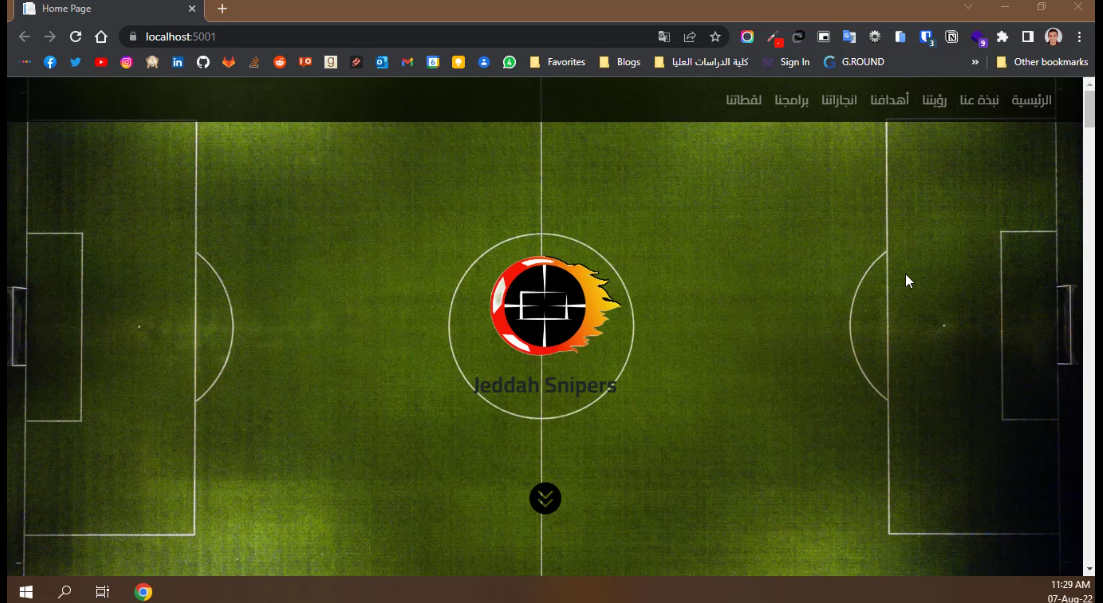 Home Page
localhost:5001
Favorites
Blogs
كلية الدراسات العليا
Sign In
G.ROUND
»
Other bookmarks
الرئيسية نبذة عنا رؤيتنا أهدافنا انجازاتنا برامجنا لقطاتنا
Jeddah Snipers
11:29 AM
07-Aug-22